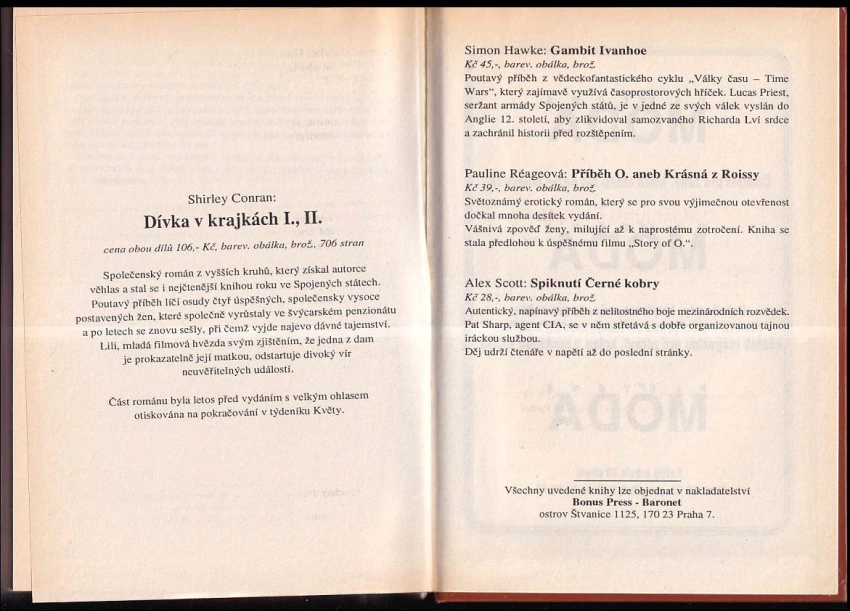 Shirley Conran:
Dívka v krajkách I., II.
cena obou dílů 106,- Kč, barev. obálka, brož., 706 stran
Společenský román z vyšších kruhů, který získal autorce
věhlas a stal se i nejčtenější knihou roku ve Spojených státech.
Poutavý příběh líčí osudy čtyř úspěšných, společensky vysoce
postavených žen, které společně vyrůstaly ve švýcarském penzionátu
a po letech se znovu sešly, při čemž vyjde najevo dávné tajemství.
Lili, mladá filmová hvězda svým zjištěním, že jedna z dam
je prokazatelně její matkou, odstartuje divoký vír
neuvěřitelných událostí.
Část románu byla letos před vydáním s velkým ohlasem
otiskována na pokračování v týdeníku Květy.
Simon Hawke: Gambit Ivanhoe
Kč 45,-, barev. obálka, brož.
Poutavý příběh z vědeckofantastického cyklu „Války času – Time
Wars“, který zajímavě využívá časoprostorových hříček. Lucas Priest,
seržant armády Spojených států, je v jedné ze svých válek vyslán do
Anglie 12. století, aby zlikvidoval samozvaného Richarda Lví srdce
a zachránil historii před rozštěpením.
Pauline Réageová: Příběh O. aneb Krásná z Roissy
Kč 39,-, barev. obálka, brož.
Světoznámý erotický román, který se pro svou výjimečnou otevřenost
dočkal mnoha desítek vydání.
Vášnivá zpověď ženy, milující až k naprostému zotročení. Kniha se
stala předlohou k úspěšnému filmu „Story of O.“.
Alex Scott: Spiknutí Černé kobry
Kč 28,-, barev. obálka, brož.
Autentický, napínavý příběh z nelítostného boje mezinárodních rozvědek.
Pat Sharp, agent CIA, se v něm střetává s dobře organizovanou tajnou
iráckou službou.
Děj udrží čtenáře v napětí až do poslední stránky.
Všechny uvedené knihy lze objednat v nakladatelství
Bonus Press - Baronet
ostrov Štvanice 1125, 170 23 Praha 7.